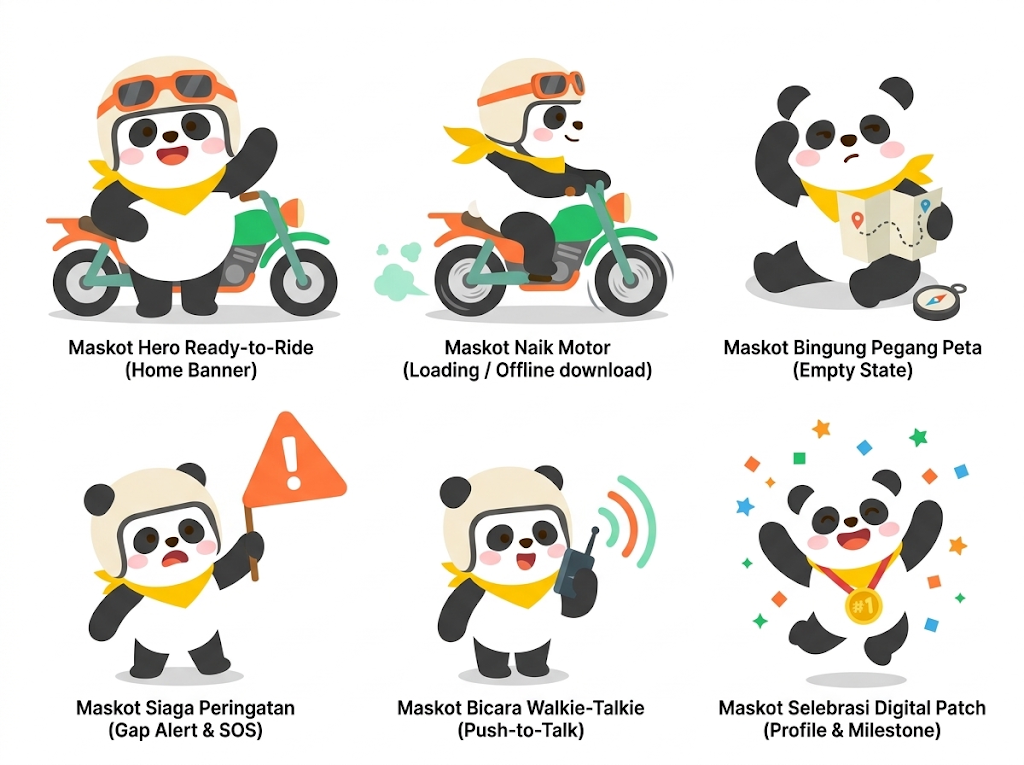 Maskot Hero Ready-to-Ride
(Home Banner)
Maskot Naik Motor
(Loading / Offline download)
Maskot Bingung Pegang Peta
(Empty State)
!
#1
Maskot Siaga Peringatan
(Gap Alert & SOS)
Maskot Bicara Walkie-Talkie
(Push-to-Talk)
Maskot Selebrasi Digital Patch
(Profile & Milestone)